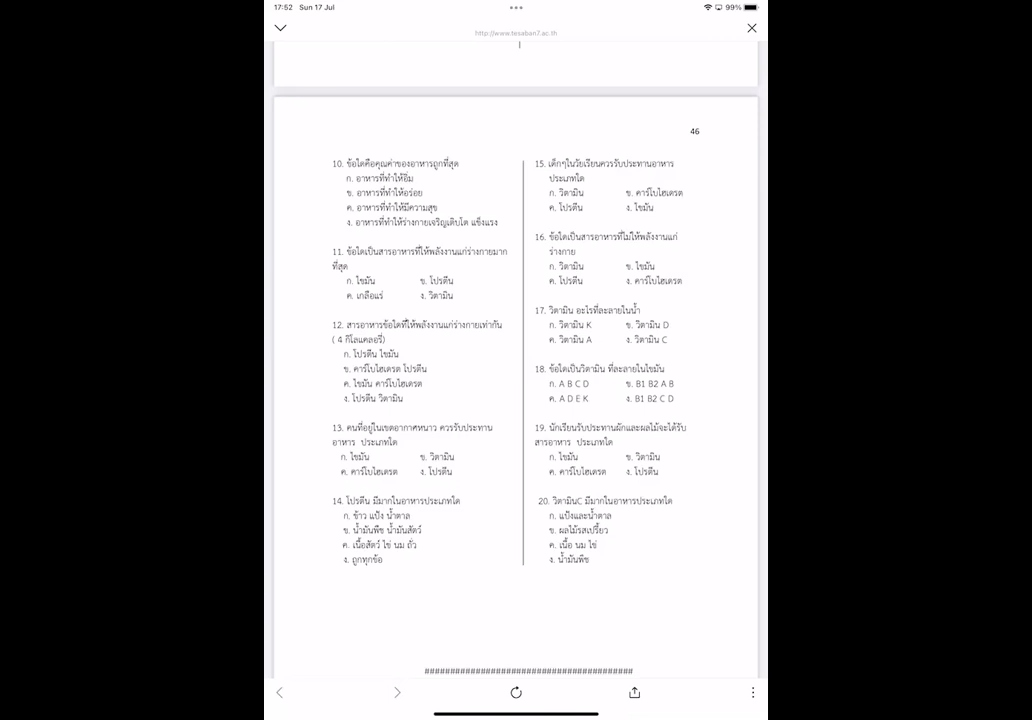 17:52 Sun 17 Jul
99%
http://www.tesaban7.ac.th
46
10. ข้อใดคือคุณค่าของอาหารถูกที่สุด
ก. อาหารที่ทำให้อิ่ม
ข. อาหารที่ทำให้อร่อย
ค. อาหารที่ทำให้มีความสุข
ง. อาหารที่ทำให้ร่างกายเจริญเติบโต แข็งแรง
11. ข้อใดเป็นสารอาหารที่ให้พลังงานแก่ร่างกายมาก
ที่สุด
ก. ไขมัน ข. โปรตีน
ค. เกลือแร่ ง. วิตามิน
12. สารอาหารข้อใดที่ให้พลังงานแก่ร่างกายเท่ากัน
( 4 กิโลแคลอรี่)
ก. โปรตีน ไขมัน
ข. คาร์โบไฮเดรต โปรตีน
ค. ไขมัน คาร์โบไฮเดรต
ง. โปรตีน วิตามิน
13. คนที่อยู่ในเขตอากาศหนาว ควรรับประทาน
อาหาร ประเภทใด
ก. ไขมัน ข. วิตามิน
ค. คาร์โบไฮเดรต ง. โปรตีน
14. โปรตีน มีมากในอาหารประเภทใด
ก. ข้าว แป้ง น้ำตาล
ข. น้ำมันพืช น้ำมันสัตว์
ค. เนื้อสัตว์ ไข่ นม ถั่ว
ง. ถูกทุกข้อ
15. เด็กๆในวัยเรียนควรรับประทานอาหาร
ประเภทใด
ก. วิตามิน ข. คาร์โบไฮเดรต
ค. โปรตีน ง. ไขมัน
16. ข้อใดเป็นสารอาหารที่ไม่ให้พลังงานแก่
ร่างกาย
ก. วิตามิน ข. ไขมัน
ค. โปรตีน ง. คาร์โบไฮเดรต
17. วิตามิน อะไรที่ละลายในน้ำ
ก. วิตามิน K ข. วิตามิน D
ค. วิตามิน A ง. วิตามิน C
18. ข้อใดเป็นวิตามิน ที่ละลายในไขมัน
ก. A B C D ข. B1 B2 A 8
ค. A D E K ง. B1 B2 C D
19. นักเรียนรับประทานผักและผลไม้จะได้รับ
สารอาหาร ประเภทใด
ก. ไขมัน ข. วิตามิน
ค. คาร์โบไฮเดรต ง. โปรตีน
20. วิตามินC มีมากในอาหารประเภทใด
ก. แป้งและน้ำตาล
ข. ผลไม้รสเปรี้ยว
ค. เนื้อ นม ไข่
ง. น้ำมันพืช
########################################